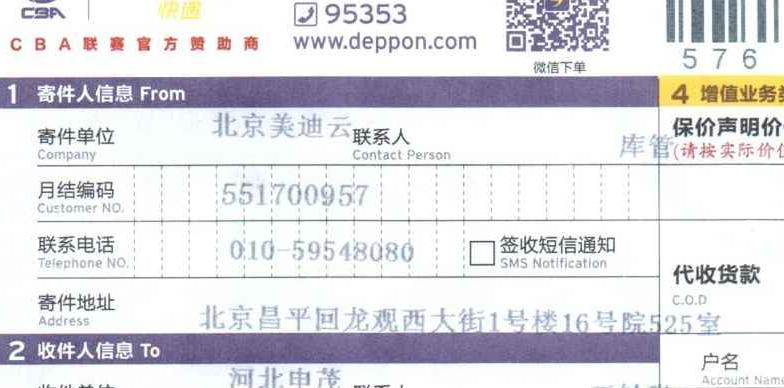 CBA 快递 95353
CBA联赛官方赞助商 www.deppon.com
微信下单 576
1 寄件人信息 From 4 增值业务
寄件单位 北京美迪云 联系人 库管 保价声明价
Company Contact Person (请按实际价
月结编码 551700957
Customer NO.
联系电话 010-59548080 签收短信通知
Telephone NO. SMS Notification 代收货款
寄件地址 C.O.D
Address 北京昌平回龙观西大街1号楼16号院525室
2 收件人信息 To 户名
河北申茂 Account Name